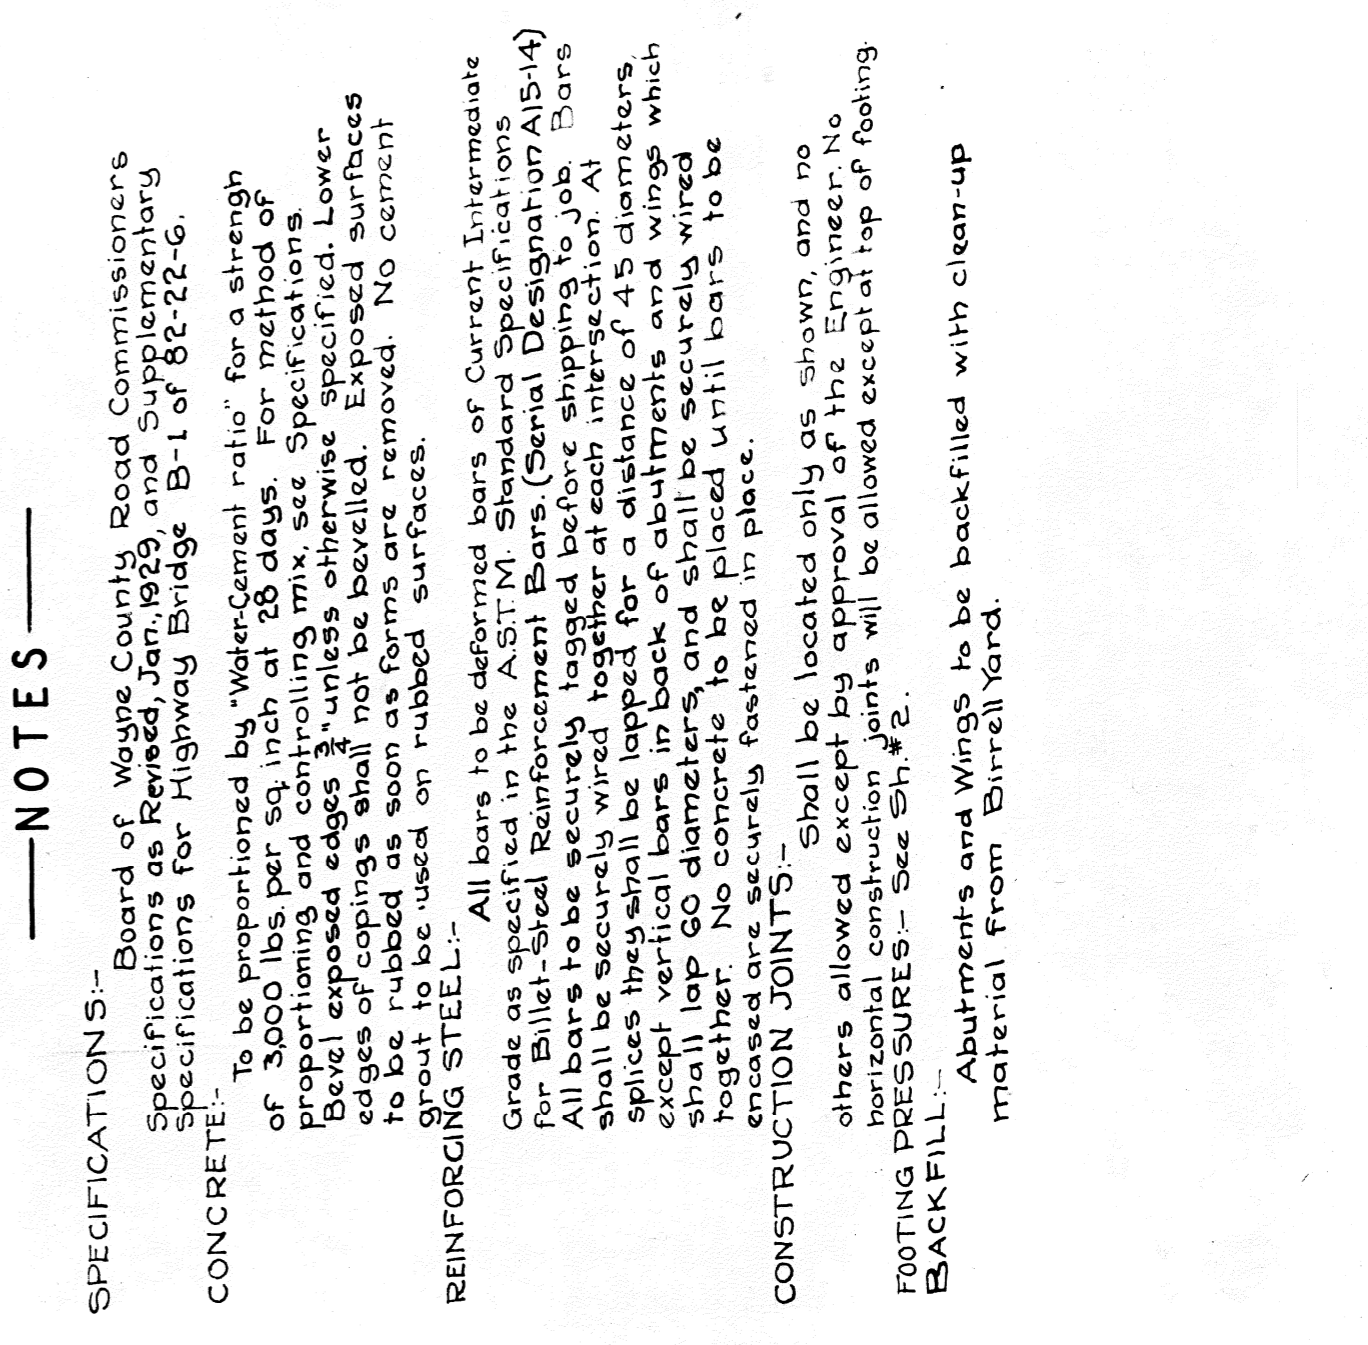 NOTES
SPECIFICATIONS:-
Board of Wayne County Road Commissioners
Specifications as Revised, Jan., 1929, and Supplementary
Specifications for Highway Bridge B-1 of 82-22-6.
CONCRETE:-
To be proportioned by "Water-Cement ratio" for a strengh
of 3,000 lbs. per sq. inch at 28 days. For method of
proportioning and controlling mix, see Specifications.
Bevel exposed edges 3/4" unless otherwise specified. Lower
edges of copings shall not be bevelled. Exposed surfaces
to be rubbed as soon as forms are removed. No cement
grout to be used on rubbed surfaces.
REINFORCING STEEL:-
All bars to be deformed bars of Current Intermediate
Grade as specified in the A.S.T.M. Standard Specifications
for Billet-Steel Reinforcement Bars. (Serial Designation A15-14)
All bars to be securely tagged before shipping to job. Bars
shall be securely wired together at each intersection. At
splices they shall be lapped for a distance of 45 diameters,
except vertical bars in back of abutments and wings which
shall lap 60 diameters, and shall be securely wired
together. No concrete to be placed until bars to be
encased are securely fastened in place.
CONSTRUCTION JOINTS:-
Shall be located only as shown, and no
others allowed except by approval of the Engineer. No
horizontal construction joints will be allowed except at top of footing.
FOOTING PRESSURES:- See Sh. #2.
BACKFILL:-
Abutments and Wings to be backfilled with clean-up
material from Birrell Yard.